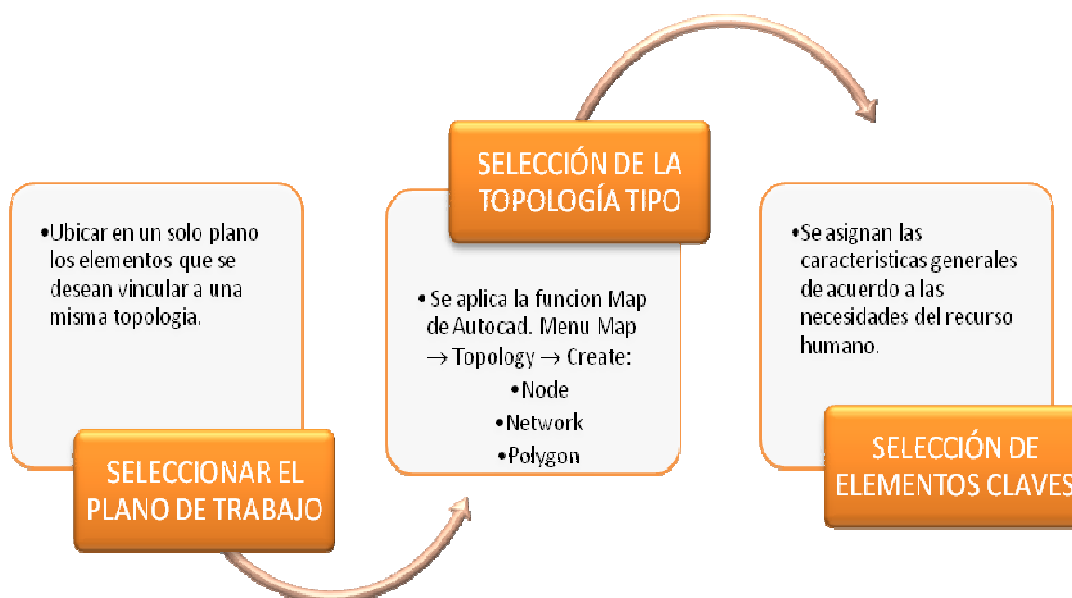 •Ubicar en un solo plano
los elementos que se
desean vincular a una
misma topologia.
SELECCIONAR EL
PLANO DE TRABAJO
SELECCIÓN DE LA
TOPOLOGÍA TIPO
•Se aplica la funcion Map
de Autocad. Menu Map
→ Topology → Create:
•Node
•Network
•Polygon
•Se asignan las
caracteristicas generales
de acuerdo a las
necesidades del recurso
humano.
SELECCIÓN DE
ELEMENTOS CLAVES